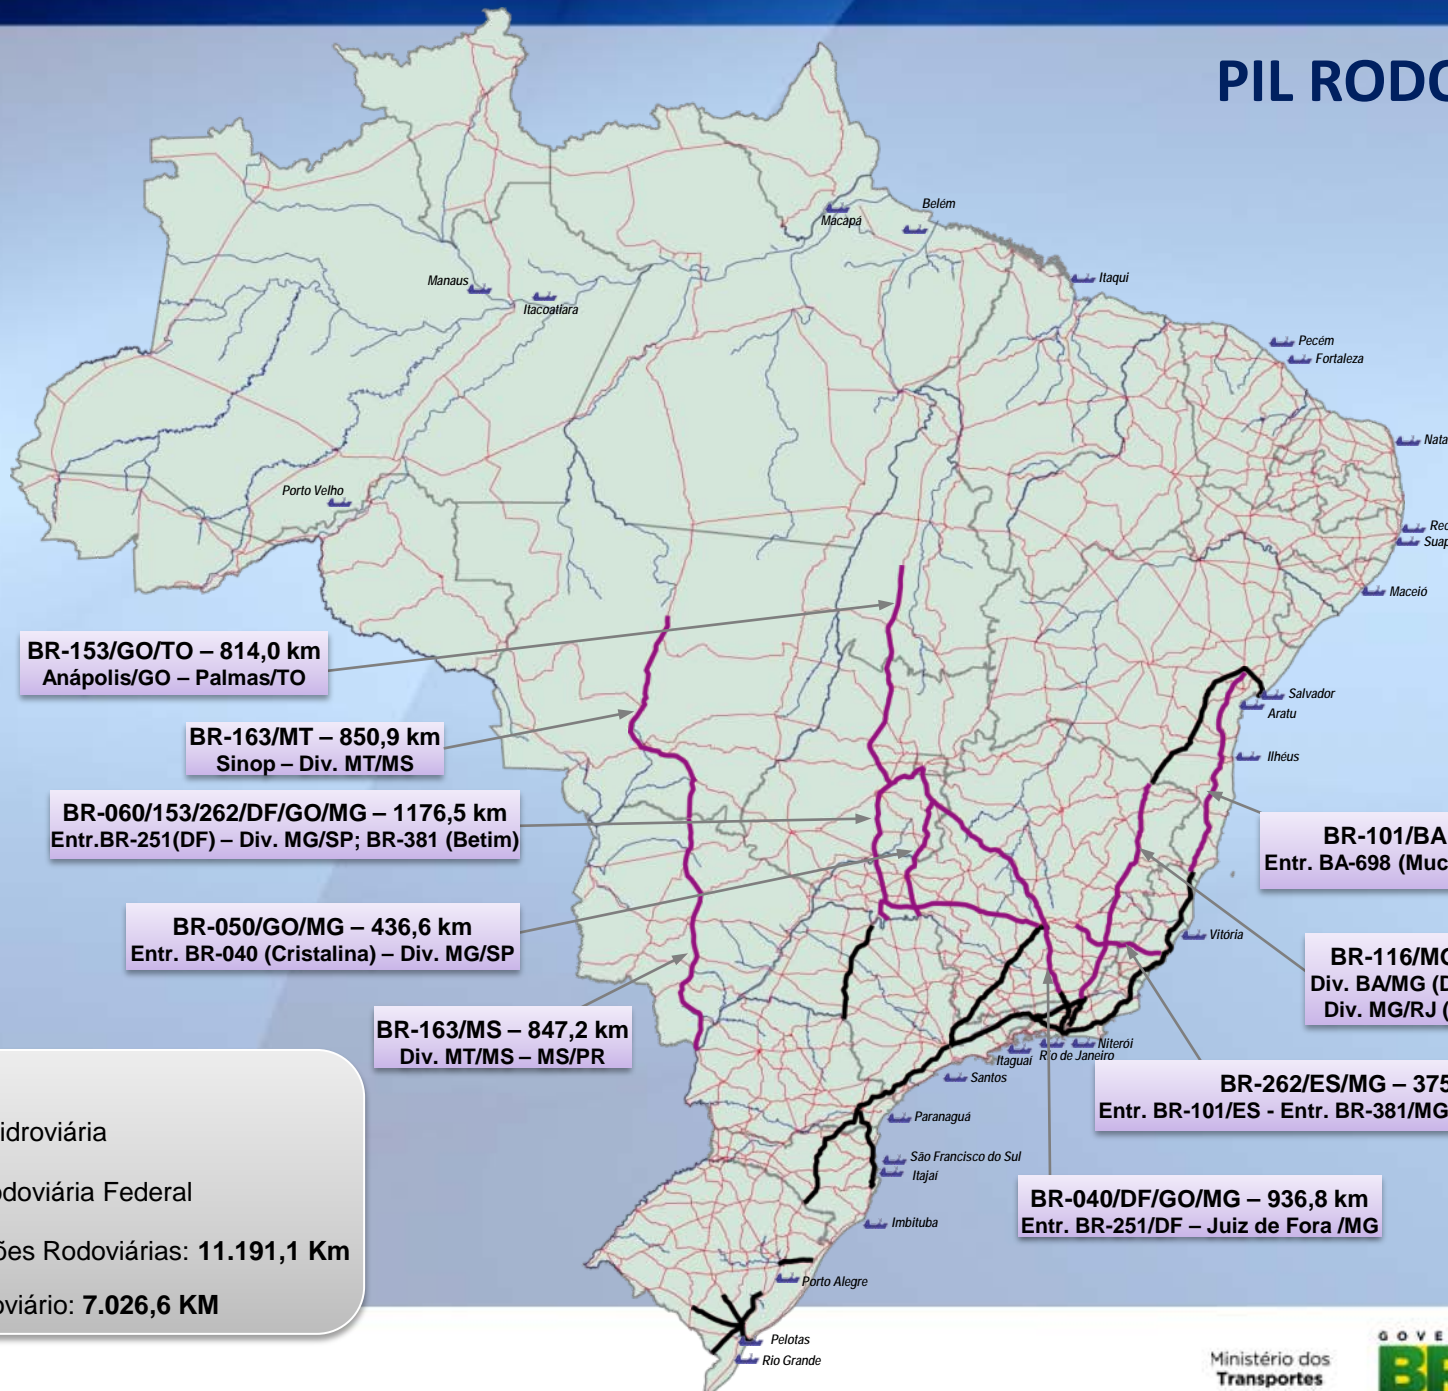 PIL RODO
Belém
Macapá
Itaqui
Manaus
Itacoatiara
Pecém
Fortaleza
Nata
Porto Velho
Rec
Suap
Maceió
BR-153/GO/TO – 814,0 km
Anápolis/GO – Palmas/TO
Salvador
Aratu
BR-163/MT – 850,9 km
Sinop – Div. MT/MS
Ilhéus
BR-060/153/262/DF/GO/MG – 1176,5 km
Entr.BR-251(DF) – Div. MG/SP; BR-381 (Betim)
BR-101/BA
Entr. BA-698 (Muc
BR-050/GO/MG – 436,6 km
Entr. BR-040 (Cristalina) – Div. MG/SP
Vitória
BR-116/MG
Div. BA/MG (D
Div. MG/RJ (
BR-163/MS – 847,2 km
Div. MT/MS – MS/PR
Niterói
Rio de Janeiro
Itaguaí
Santos
BR-262/ES/MG – 375
Entr. BR-101/ES - Entr. BR-381/MG
Paranaguá
São Francisco do Sul
Itajaí
BR-040/DF/GO/MG – 936,8 km
Entr. BR-251/DF – Juiz de Fora /MG
Imbituba
idroviária
odoviária Federal
ões Rodoviárias: 11.191,1 Km
oviário: 7.026,6 KM
Porto Alegre
Pelotas
Rio Grande
Ministério dos
Transportes
GOVE
BR